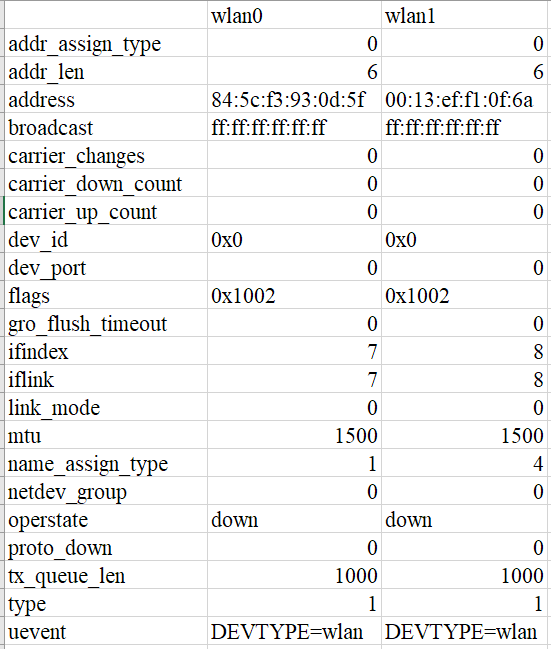 wlan0 wlan1
addr_assign_type 0 0
addr_len 6 6
address 84:5c:f3:93:0d:5f 00:13:ef:f1:0f:6a
broadcast ff:ff:ff:ff:ff:ff ff:ff:ff:ff:ff:ff
carrier_changes 0 0
carrier_down_count 0 0
carrier_up_count 0 0
dev_id 0x0 0x0
dev_port 0 0
flags 0x1002 0x1002
gro_flush_timeout 0 0
ifindex 7 8
iflink 7 8
link_mode 0 0
mtu 1500 1500
name_assign_type 1 4
netdev_group 0 0
operstate down down
proto_down 0 0
tx_queue_len 1000 1000
type 1 1
uevent DEVTYPE=wlan DEVTYPE=wlan